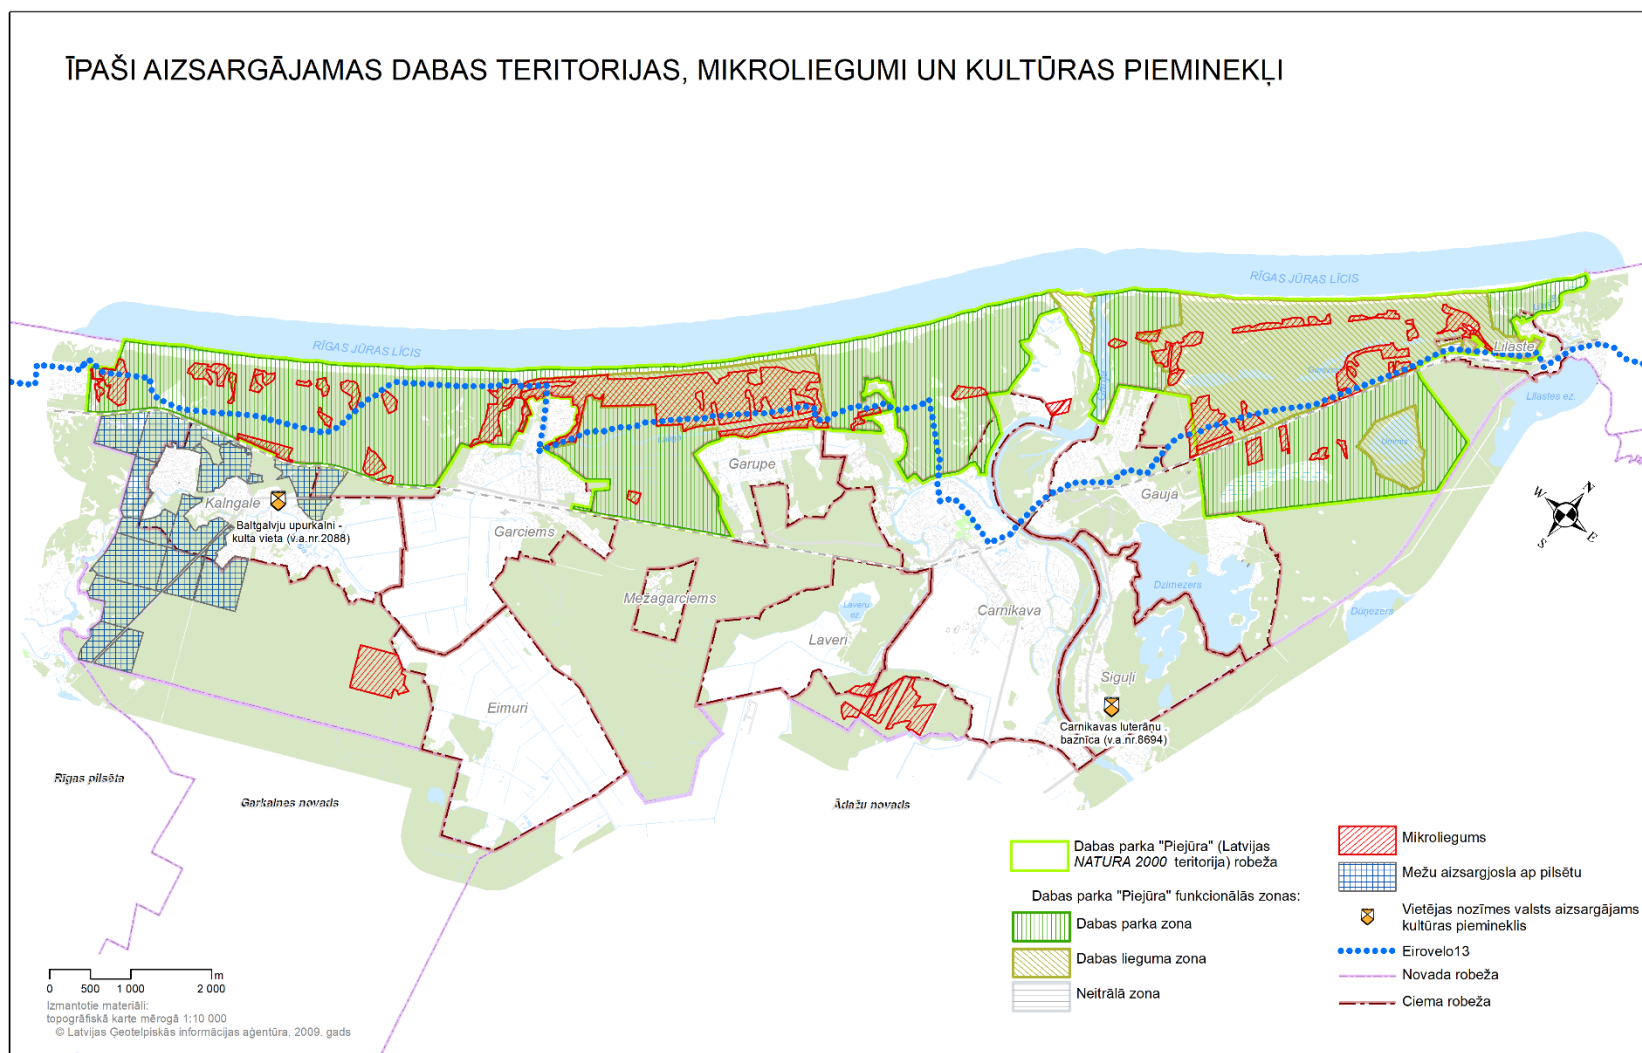 ĪPAŠI AIZSARGĀJAMAS DABAS TERITORIJAS, MIKROLIEGUMI UN KULTŪRAS PIEMINEKĻI
RĪGAS JŪRAS LĪCIS
RĪGAS JŪRAS LĪCIS
Lilaste
Lilastes ez.
Garupe
Kalngale
Baltgalvju upurkalni -
kulta vieta (v.a.nr.2088)
Garciems
Gauja
Mežagarciems
Laveru
ez.
Carnikava
Dzirnezers
Duņezers
Laveri
Siguļi
Eimuri
Carnikavas luterāņu
baznīca (v.a.nr.8694)
Rīgas pilsēta
Garkalnes novads
Ādažu novads
W
N
S
E
Dabas parka "Piejūra" (Latvijas
NATURA 2000 teritorija) robeža
Dabas parka "Piejūra" funkcionālās zonas:
Dabas parka zona
Dabas lieguma zona
Neitrālā zona
Mikroliegums
Mežu aizsargjosla ap pilsētu
Vietējas nozīmes valsts aizsargājams
kultūras piemineklis
Eirovelo13
Novada robeža
Ciema robeža
m
0 500 1 000 2 000
Izmantotie materiāli:
topogrāfiskā karte mērogā 1:10 000
© Latvijas Ģeotelpiskās informācijas aģentūra, 2009. gads